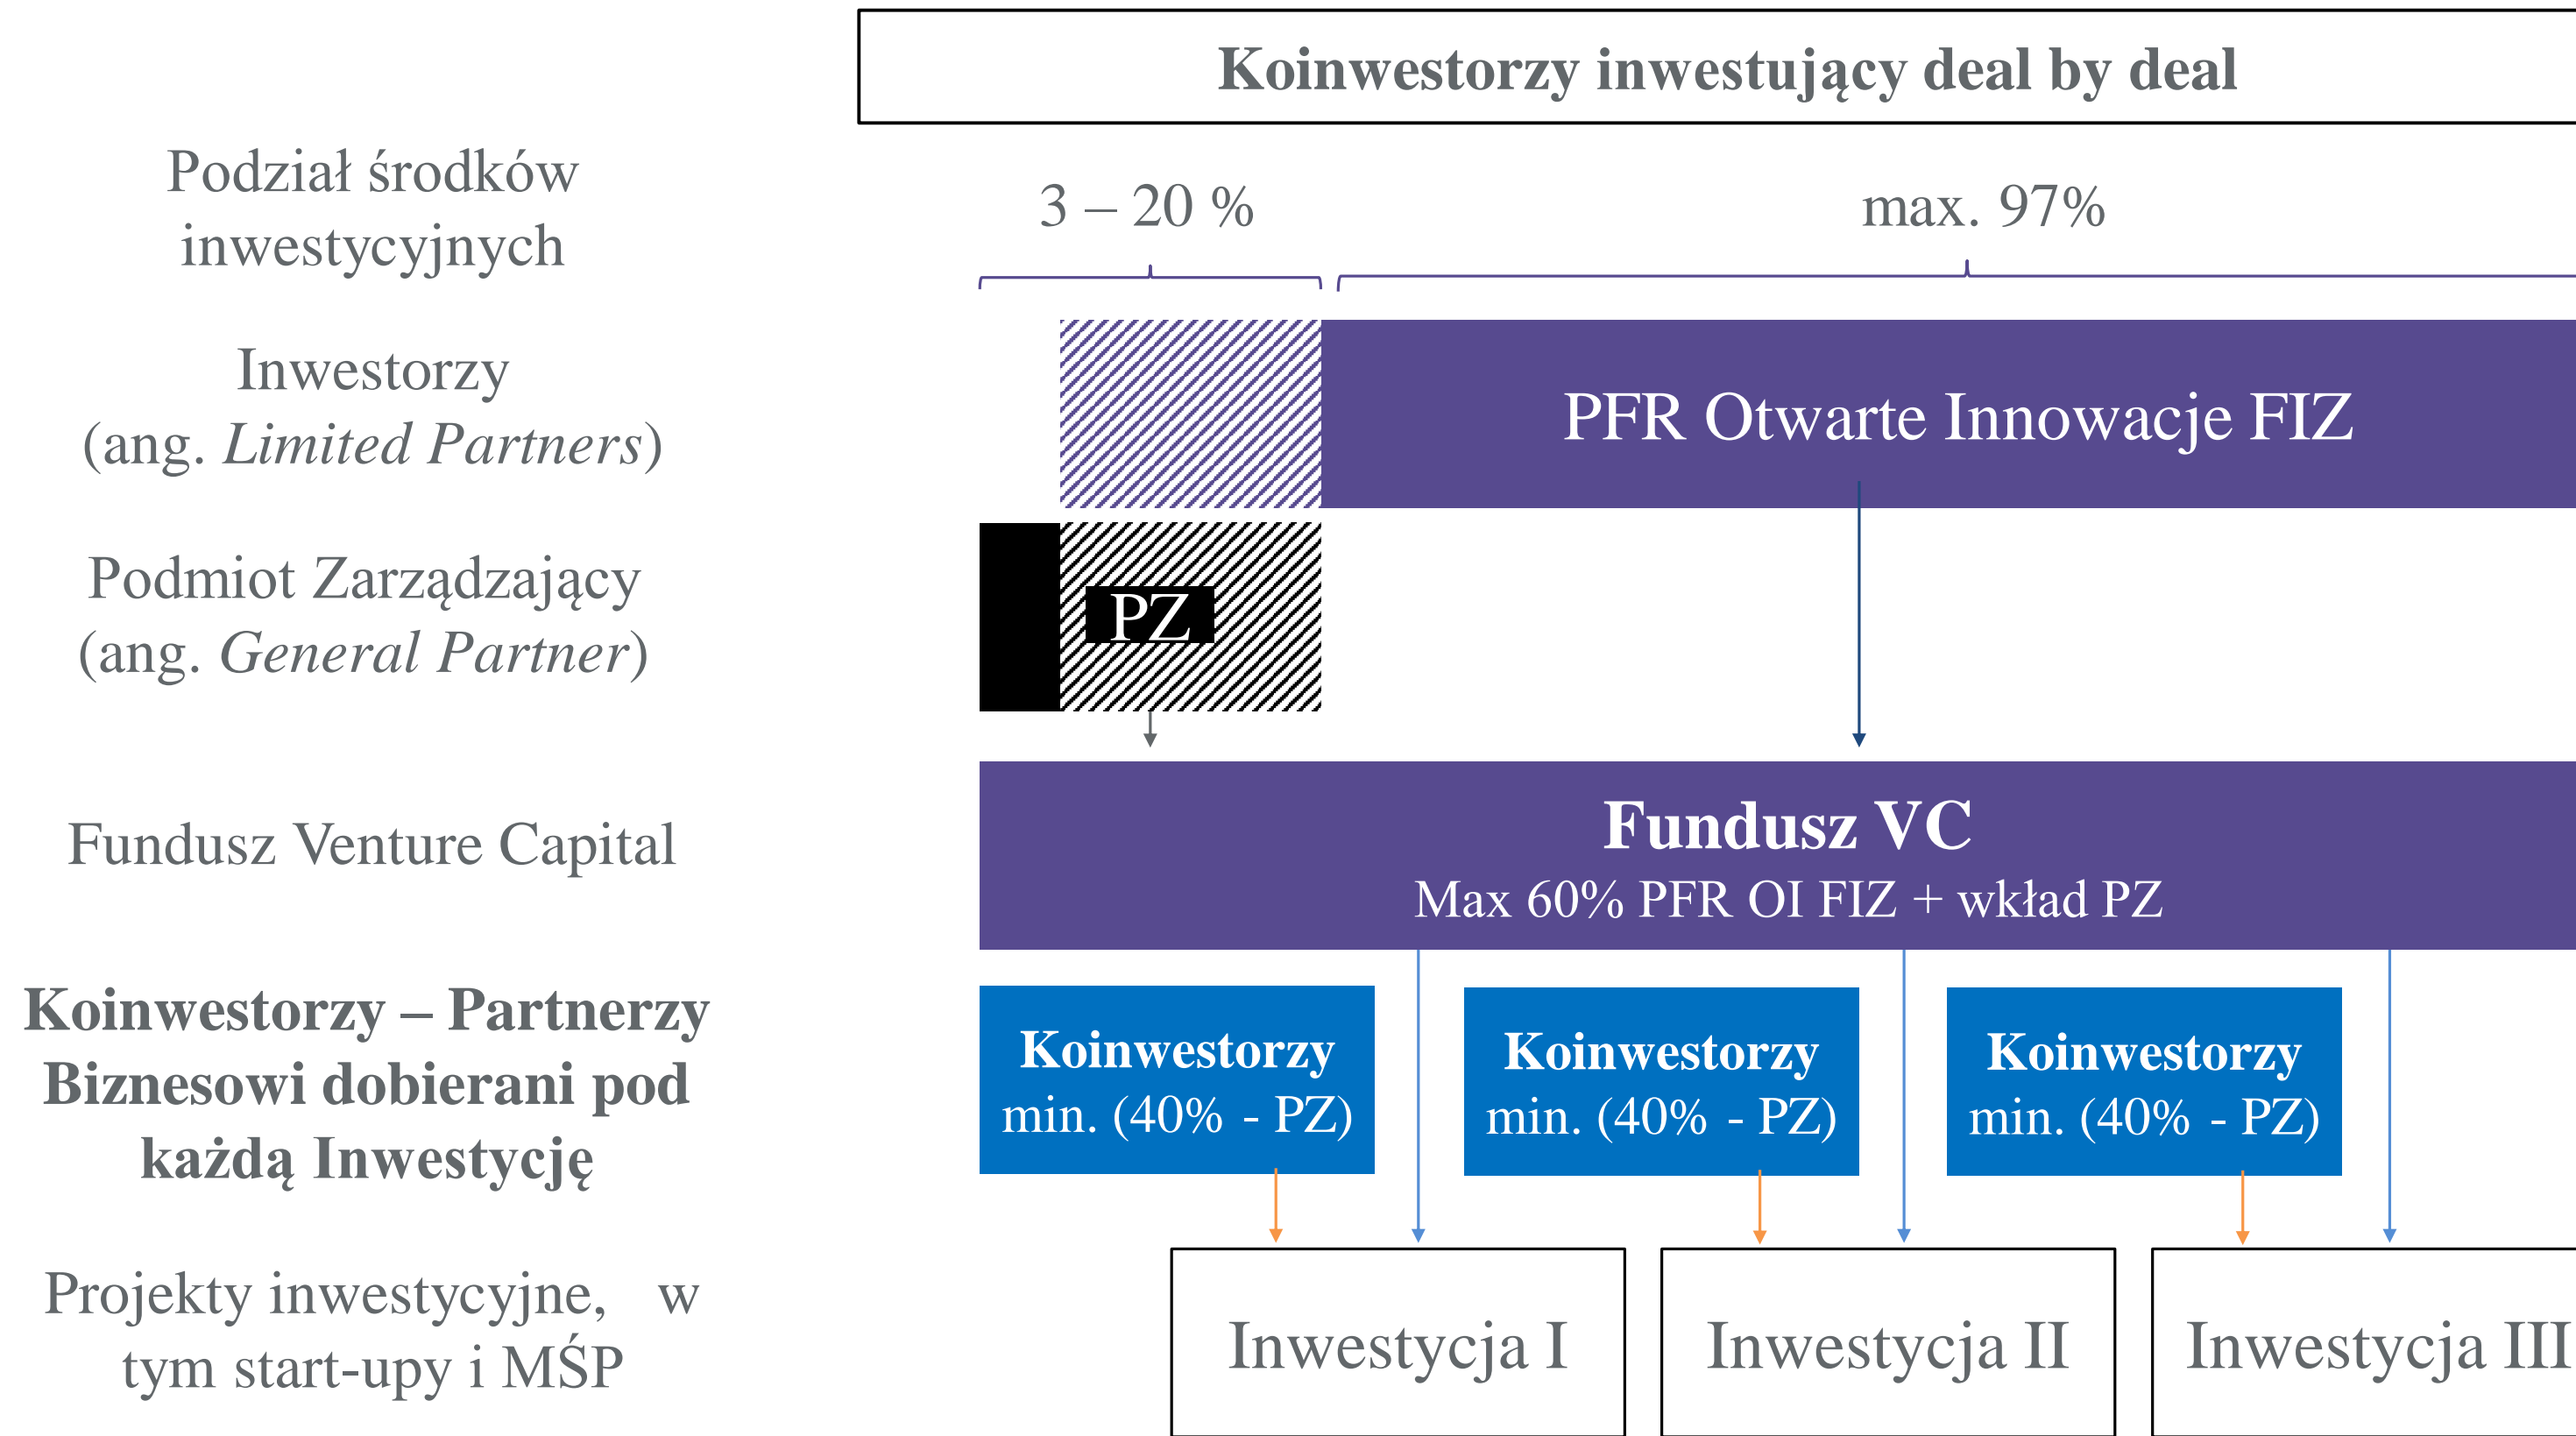 Koinwestorzy inwestujący deal by deal
Podział środków
inwestycyjnych
3 – 20 %
max. 97%
Inwestorzy
(ang. Limited Partners)
PFR Otwarte Innowacje FIZ
Podmiot Zarządzający
(ang. General Partner)
PZ
Fundusz Venture Capital
Fundusz VC
Max 60% PFR OI FIZ + wkład PZ
Koinwestorzy – Partnerzy
Biznesowi dobierani pod
każdą Inwestycję
Koinwestorzy
min. (40% - PZ)
Koinwestorzy
min. (40% - PZ)
Koinwestorzy
min. (40% - PZ)
Projekty inwestycyjne, w
tym start-upy i MŚP
Inwestycja I
Inwestycja II
Inwestycja III